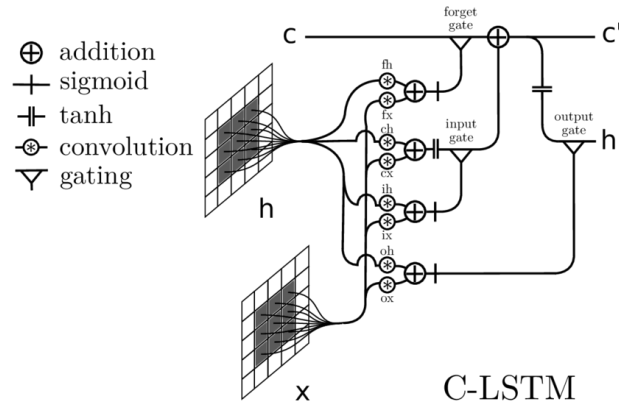 addition
sigmoid
tanh
convolution
gating
c
forget
gate
c'
fh
fx
ch
cx
input
gate
ih
ix
oh
ox
output
gate
h
h
x
C-LSTM